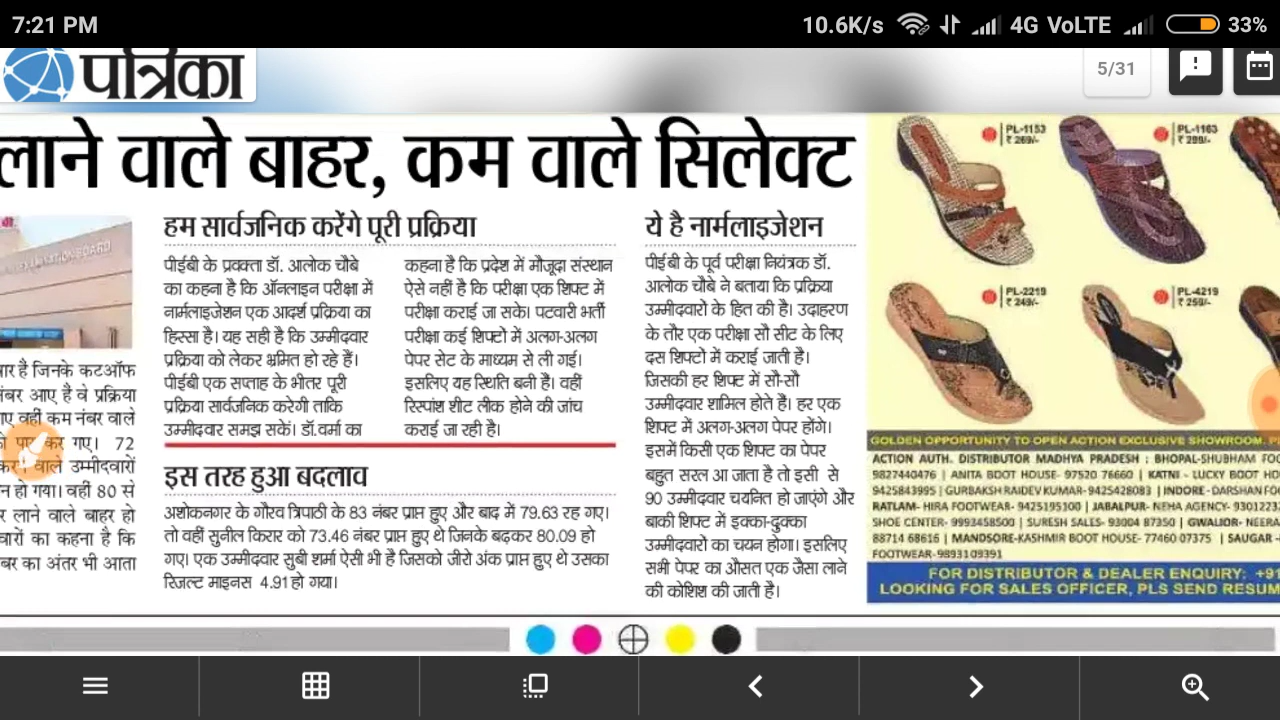 7:21 PM
10.6K/s
4G VoLTE
33%
पत्रिका
5/31
लाने वाले बाहर, कम वाले सिलेक्ट
हम सार्वजनिक करेंगे पूरी प्रक्रिया
पीईबी के प्रवक्ता डॉ. आलोक चौबे
का कहना है कि ऑनलाइन परीक्षा में
नार्मलाइजेशन एक आदर्श प्रक्रिया का
हिस्सा है। यह सही है कि उम्मीदवार
प्रक्रिया को लेकर भ्रमित हो रहे हैं।
पीईबी एक सप्ताह के भीतर पूरी
प्रक्रिया सार्वजनिक करेगी ताकि
उम्मीदवार समझ सकें। डॉ.वर्मा का
कहना है कि प्रदेश में मौजूदा संस्थान
ऐसे नहीं है कि परीक्षा एक शिफ्ट में
परीक्षा कराई जा सके। पटवारी भर्ती
परीक्षा कई शिफ्टों में अलग-अलग
पेपर सेट के माध्यम से ली गई।
इसलिए यह स्थिति बनी है। वहीं
रिस्पांश शीट लीक होने की जांच
कराई जा रही है।
ये है नार्मलाइजेशन
पीईबी के पूर्व परीक्षा नियंत्रक डॉ.
आलोक चौबे ने बताया कि प्रक्रिया
उम्मीदवारों के हित की है। उदाहरण
के तौर एक परीक्षा सौ सीट के लिए
दस शिफ्टों में कराई जाती है।
जिसकी हर शिफ्ट में सौ-सौ
उम्मीदवार शामिल होते हैं। हर एक
शिफ्ट में अलग-अलग पेपर होंगे।
इसमें किसी एक शिफ्ट का पेपर
बहुत सरल आ जाता है तो इसी से
90 उम्मीदवार चयनित हो जाएंगे और
बाकी शिफ्ट में इक्का-दुक्का
उम्मीदवारों का चयन होगा। इसलिए
सभी पेपर का औसत एक जैसा लाने
की कोशिश की जाती है।
है जिनके कटऑफ
आए है वे प्रक्रिया
वहीं कम नंबर वाले
गए। 72
वाले उम्मीदवारों
हो गया। वहीं 80 से
लाने वाले बाहर हो
का कहना है कि
का अंतर भी आता
इस तरह हुआ बदलाव
अशोकनगर के गौरव त्रिपाठी के 83 नंबर प्राप्त हुए और बाद में 79.63 रह गए।
तो वहीं सुनील किरार को 73.46 नंबर प्राप्त हुए थे जिनके बढ़कर 80.09 हो
गए। एक उम्मीदवार सुबी शर्मा ऐसी भी है जिसको जीरो अंक प्राप्त हुए थे उसका
रिजल्ट माइनस 4.91 हो गया।
PL-1153
₹ 269/-
PL-1163
₹ 299/-
PL-2219
₹ 249/-
PL-4219
₹ 259/-
GOLDEN OPPORTUNITY TO OPEN ACTION EXCLUSIVE SHOWROOM.
ACTION AUTH. DISTRIBUTOR MADHYA PRADESH : BHOPAL-SHUBHAM
9827440476 | ANITA BOOT HOUSE- 97520 76660 | KATNI - LUCKY BOOT
9425843995 | GURBAKSH RAIDEV KUMAR- 9425428083 | INDORE- DARSHAN
RATLAM- HIRA FOOTWEAR- 9425195100 | JABALPUR- NEHA AGENCY-
SHOE CENTER- 9993458500 | SURESH SALES- 93004 87350 | GWALIOR-
88714 68616 | MANDSORE-KASHMIR BOOT HOUSE- 77460 07375 | SAUGAR
FOOTWEAR-9893109391
FOR DISTRIBUTOR & DEALER ENQUIRY: +91
LOOKING FOR SALES OFFICER, PLS SEND